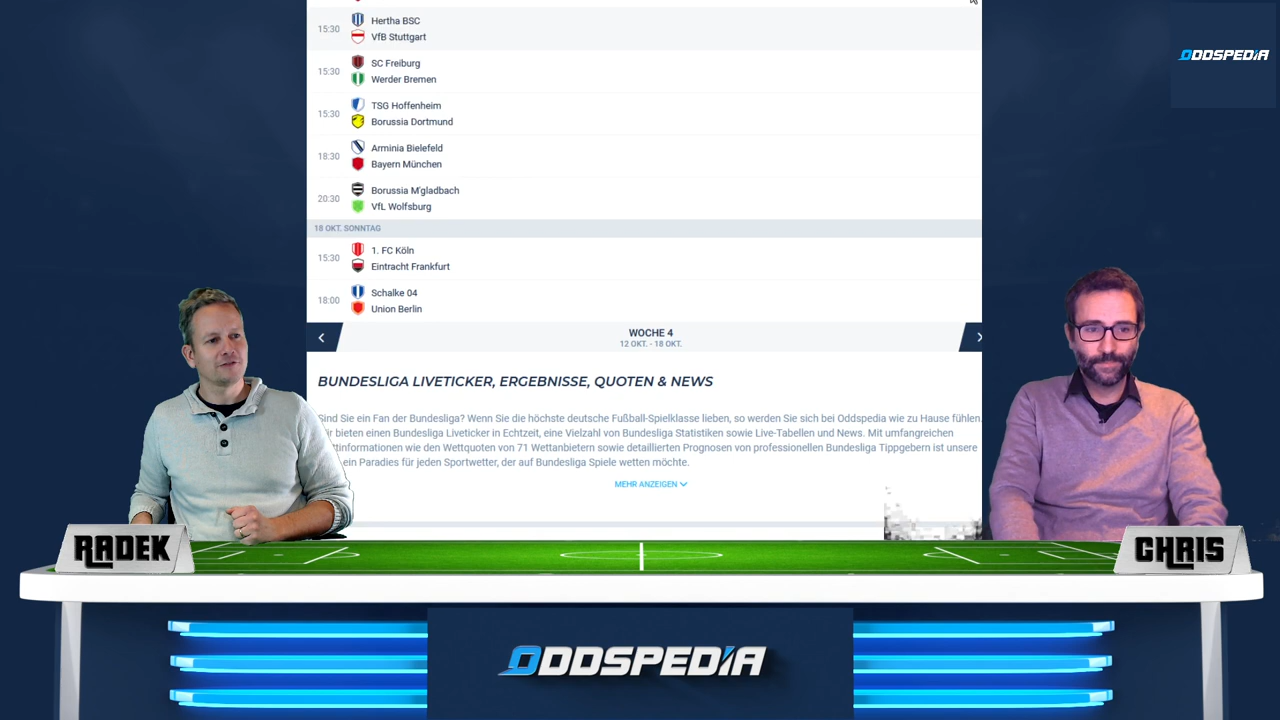 15:30
Hertha BSC
VfB Stuttgart
15:30
SC Freiburg
Werder Bremen
15:30
TSG Hoffenheim
Borussia Dortmund
18:30
Arminia Bielefeld
Bayern München
20:30
Borussia M'gladbach
VfL Wolfsburg
18 OKT. SONNTAG
15:30
1. FC Köln
Eintracht Frankfurt
18:00
Schalke 04
Union Berlin
WOCHE 4
12 OKT. - 18 OKT.
BUNDESLIGA LIVETICKER, ERGEBNISSE, QUOTEN & NEWS
Sind Sie ein Fan der Bundesliga? Wenn Sie die höchste deutsche Fußball-Spielklasse lieben, so werden Sie sich bei Oddspedia wie zu Hause fühlen.
bieten einen Bundesliga Liveticker in Echtzeit, eine Vielzahl von Bundesliga Statistiken sowie Live-Tabellen und News. Mit umfangreichen
wie den Wettquoten von 71 Wettanbietern sowie detaillierten Prognosen von professionellen Bundesliga Tippgebern ist unsere
ein Paradies für jeden Sportwetter, der auf Bundesliga Spiele wetten möchte.
MEHR ANZEIGEN
ODDSPEDIA
RADEK
CHRIS
ODDSPEDIA